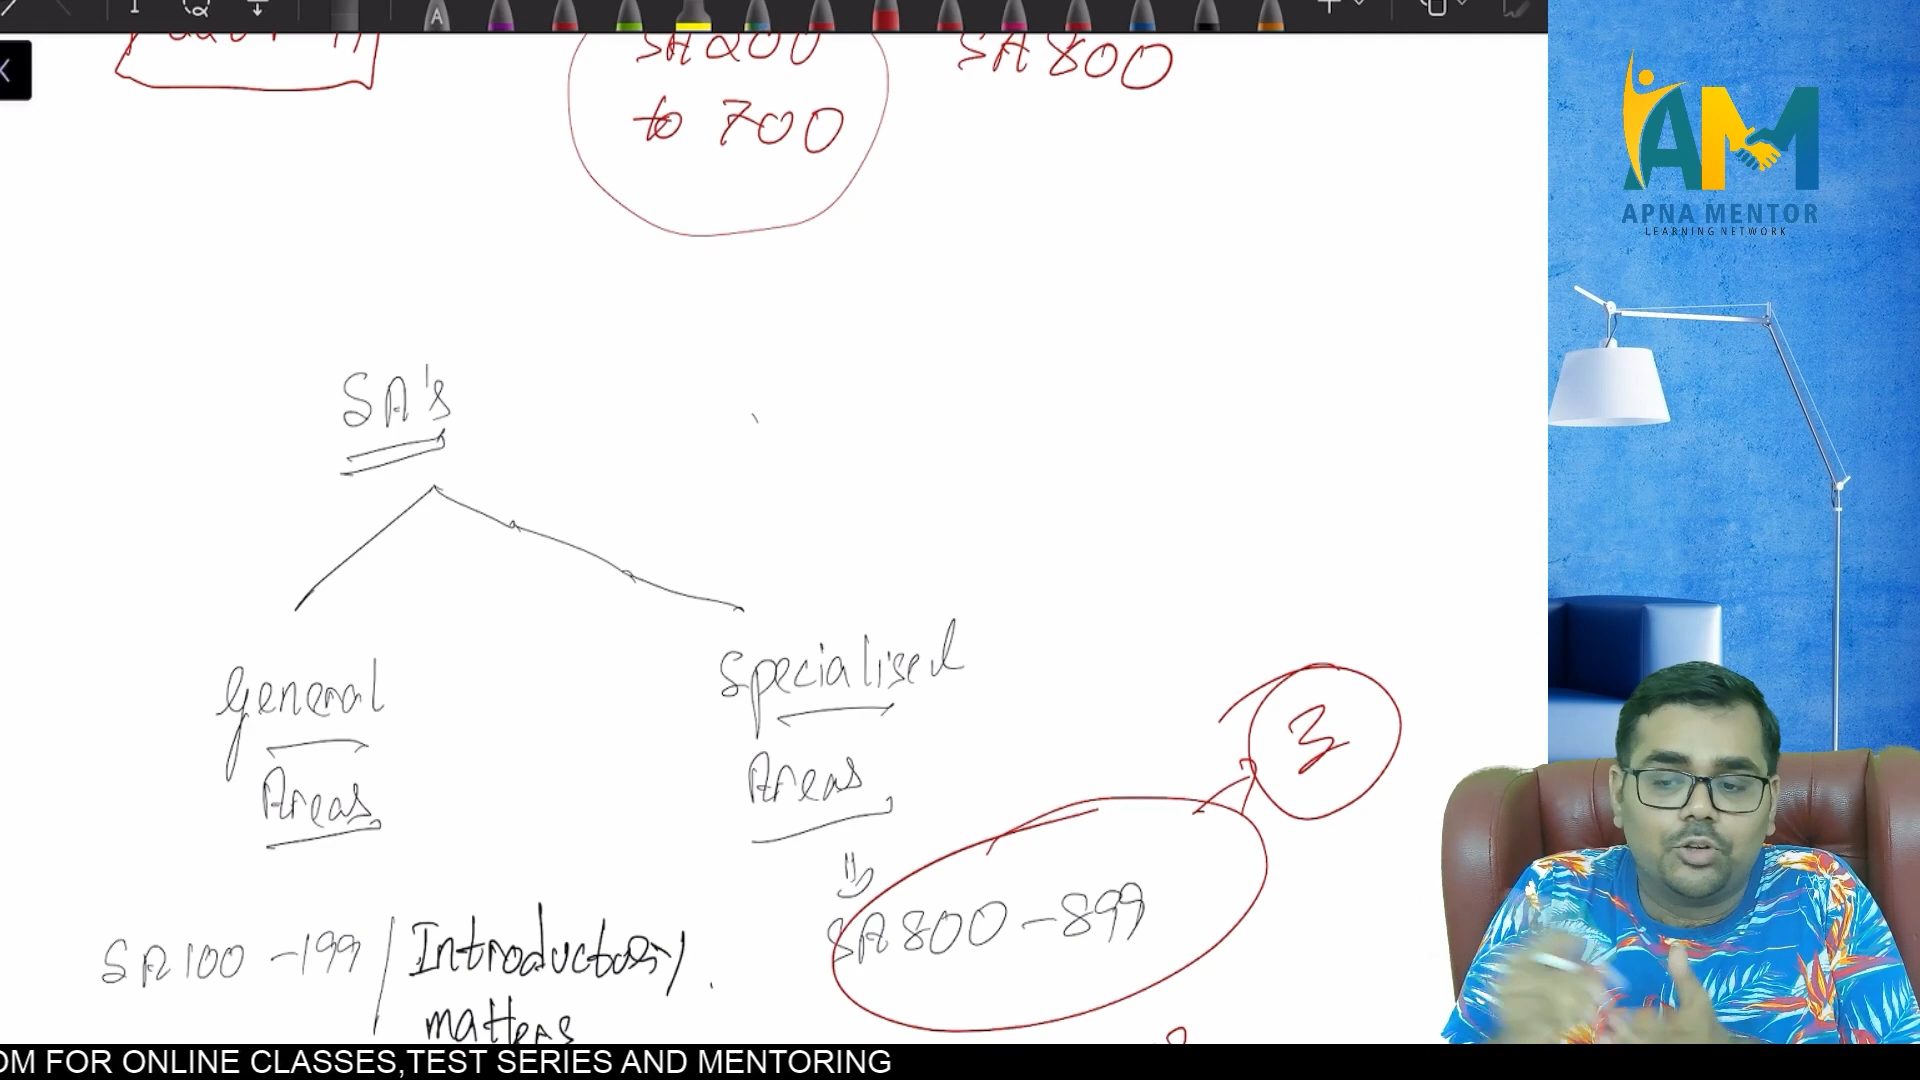 SA 200
to 700
SA 800
SA's
General
Areas
Specialised
Areas
3
SA 800 - 899
SA 100 - 199 / Introductory
matters
A
AM
APNA MENTOR
LEARNING NETWORK
OM FOR ONLINE CLASSES,TEST SERIES AND MENTORING